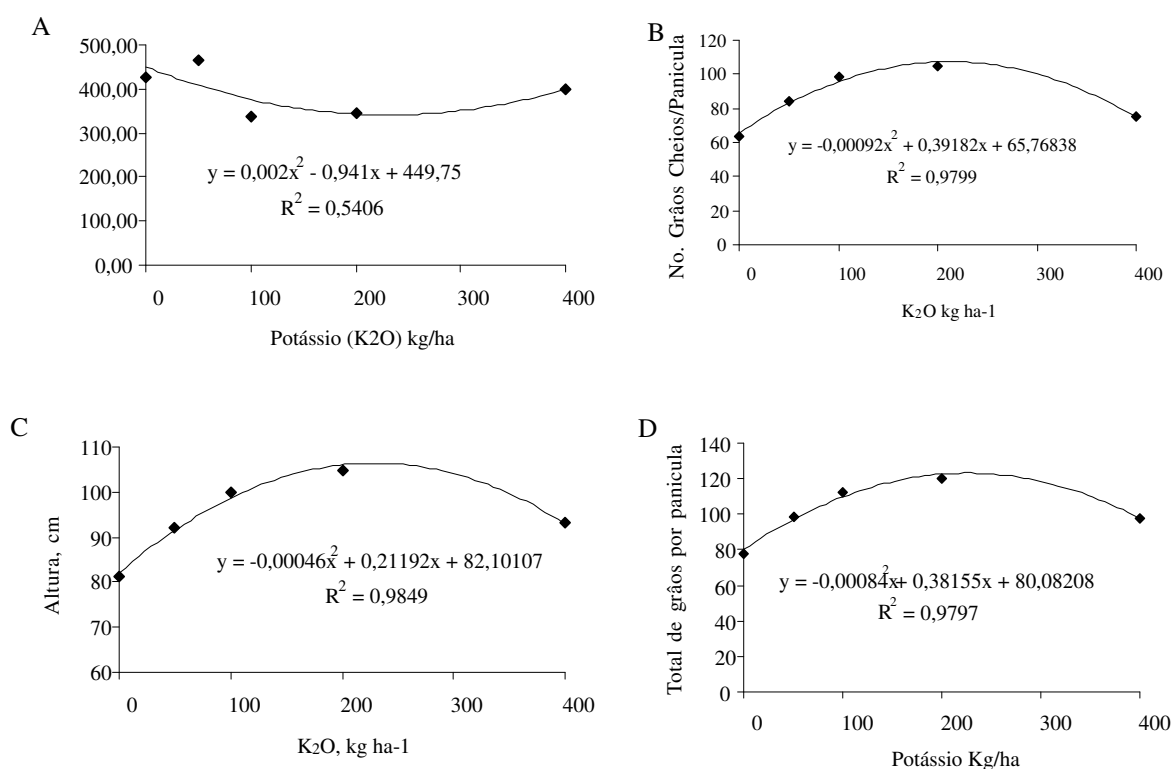 A
500,00
400,00
300,00
200,00
100,00
0,00
y = 0,002x² - 0,941x + 449,75
R² = 0,5406
0 100 200 300 400
Potássio (K2O) kg/ha
B
No. Grâos Cheios/Panicula
120
100
80
60
40
20
0
y = -0,00092x² + 0,39182x + 65,76838
R² = 0,9799
0 100 200 300 400
K₂O kg ha-1
C
Altura, cm
110
100
90
80
70
60
y = -0,00046x² + 0,21192x + 82,10107
R² = 0,9849
0 100 200 300 400
K₂O, kg ha-1
D
Total de grâos por panicula
140
120
100
80
60
40
20
0
y = -0,00084x² + 0,38155x + 80,08208
R² = 0,9797
0 100 200 300 400
Potássio Kg/ha